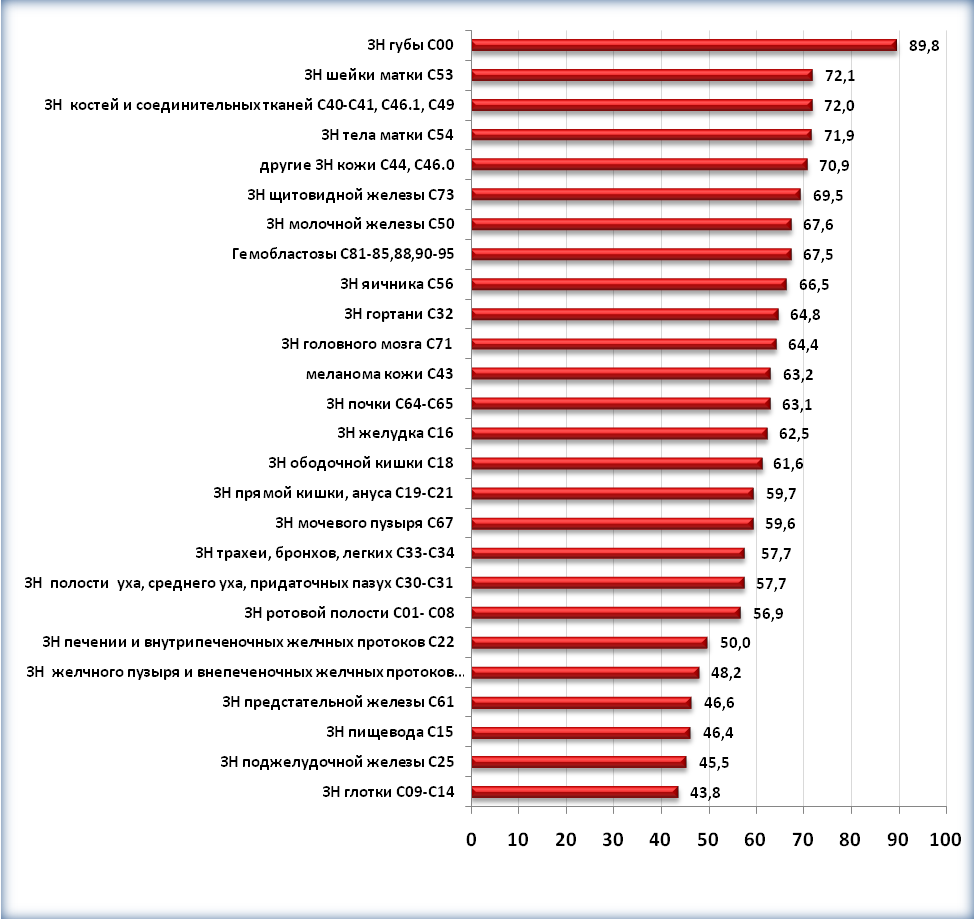 ЗН губы С00 89,8
ЗН шейки матки С53 72,1
ЗН костей и соединительных тканей С40-С41, С46.1, С49 72,0
ЗН тела матки С54 71,9
другие ЗН кожи С44, С46.0 70,9
ЗН щитовидной железы С73 69,5
ЗН молочной железы С50 67,6
Гемобластозы С81-85,88,90-95 67,5
ЗН яичника С56 66,5
ЗН гортани С32 64,8
ЗН головного мозга С71 64,4
меланома кожи С43 63,2
ЗН почки С64-С65 63,1
ЗН желудка С16 62,5
ЗН ободочной кишки С18 61,6
ЗН прямой кишки, ануса С19-С21 59,7
ЗН мочевого пузыря С67 59,6
ЗН трахеи, бронхов, легких С33-С34 57,7
ЗН полости уха, среднего уха, придаточных пазух С30-С31 57,7
ЗН ротовой полости С01- С08 56,9
ЗН печении и внутрипеченочных желчных протоков С22 50,0
ЗН желчного пузыря и внепеченочных желчных протоков... 48,2
ЗН предстательной железы С61 46,6
ЗН пищевода С15 46,4
ЗН поджелудочной железы С25 45,5
ЗН глотки С09-С14 43,8
0 10 20 30 40 50 60 70 80 90 100